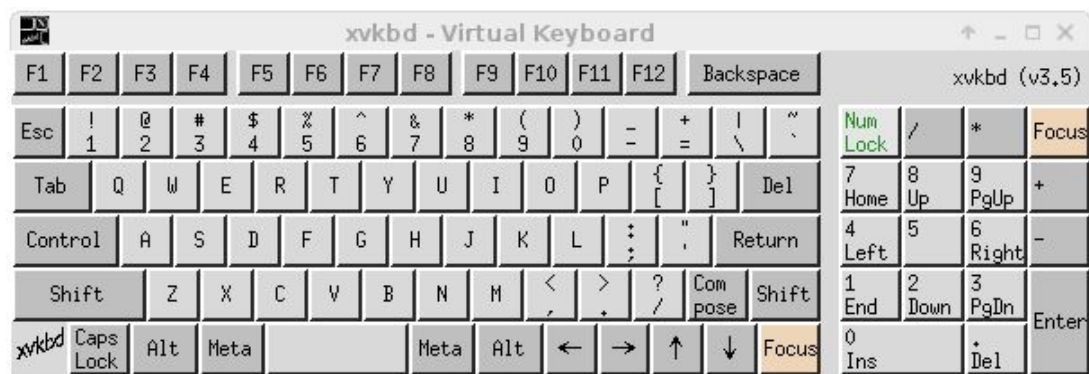 xvkbd - Virtual Keyboard
F1 F2 F3 F4 F5 F6 F7 F8 F9 F10 F11 F12 Backspace xvkbd (v3.5)
Esc ! 1 @ 2 # 3 $ 4 % 5 ^ 6 & 7 * 8 ( 9 ) 0 _ - + = | \ ~ ` Num Lock / * Focus
Tab Q W E R T Y U I O P { [ } ] Del 7 Home 8 Up 9 PgUp +
Control A S D F G H J K L : ; " ' Return 4 Left 5 6 Right -
Shift Z X C V B N M < , > . ? / Com pose Shift 1 End 2 Down 3 PgDn Enter
xvkbd Caps Lock Alt Meta Meta Alt ← → ↑ ↓ Focus 0 Ins . Del